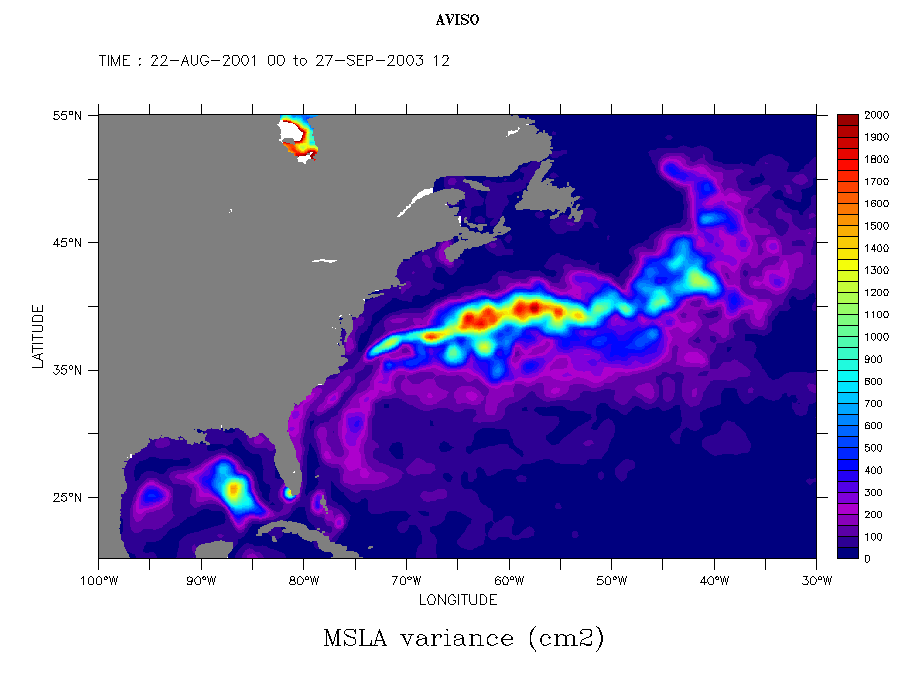 AVISO
TIME : 22-AUG-2001 00 to 27-SEP-2003 12
55°N
45°N
35°N
25°N
LATITUDE
100°W 90°W 80°W 70°W 60°W 50°W 40°W 30°W
LONGITUDE
2000
1900
1800
1700
1600
1500
1400
1300
1200
1100
1000
900
800
700
600
500
400
300
200
100
0
MSLA variance (cm2)